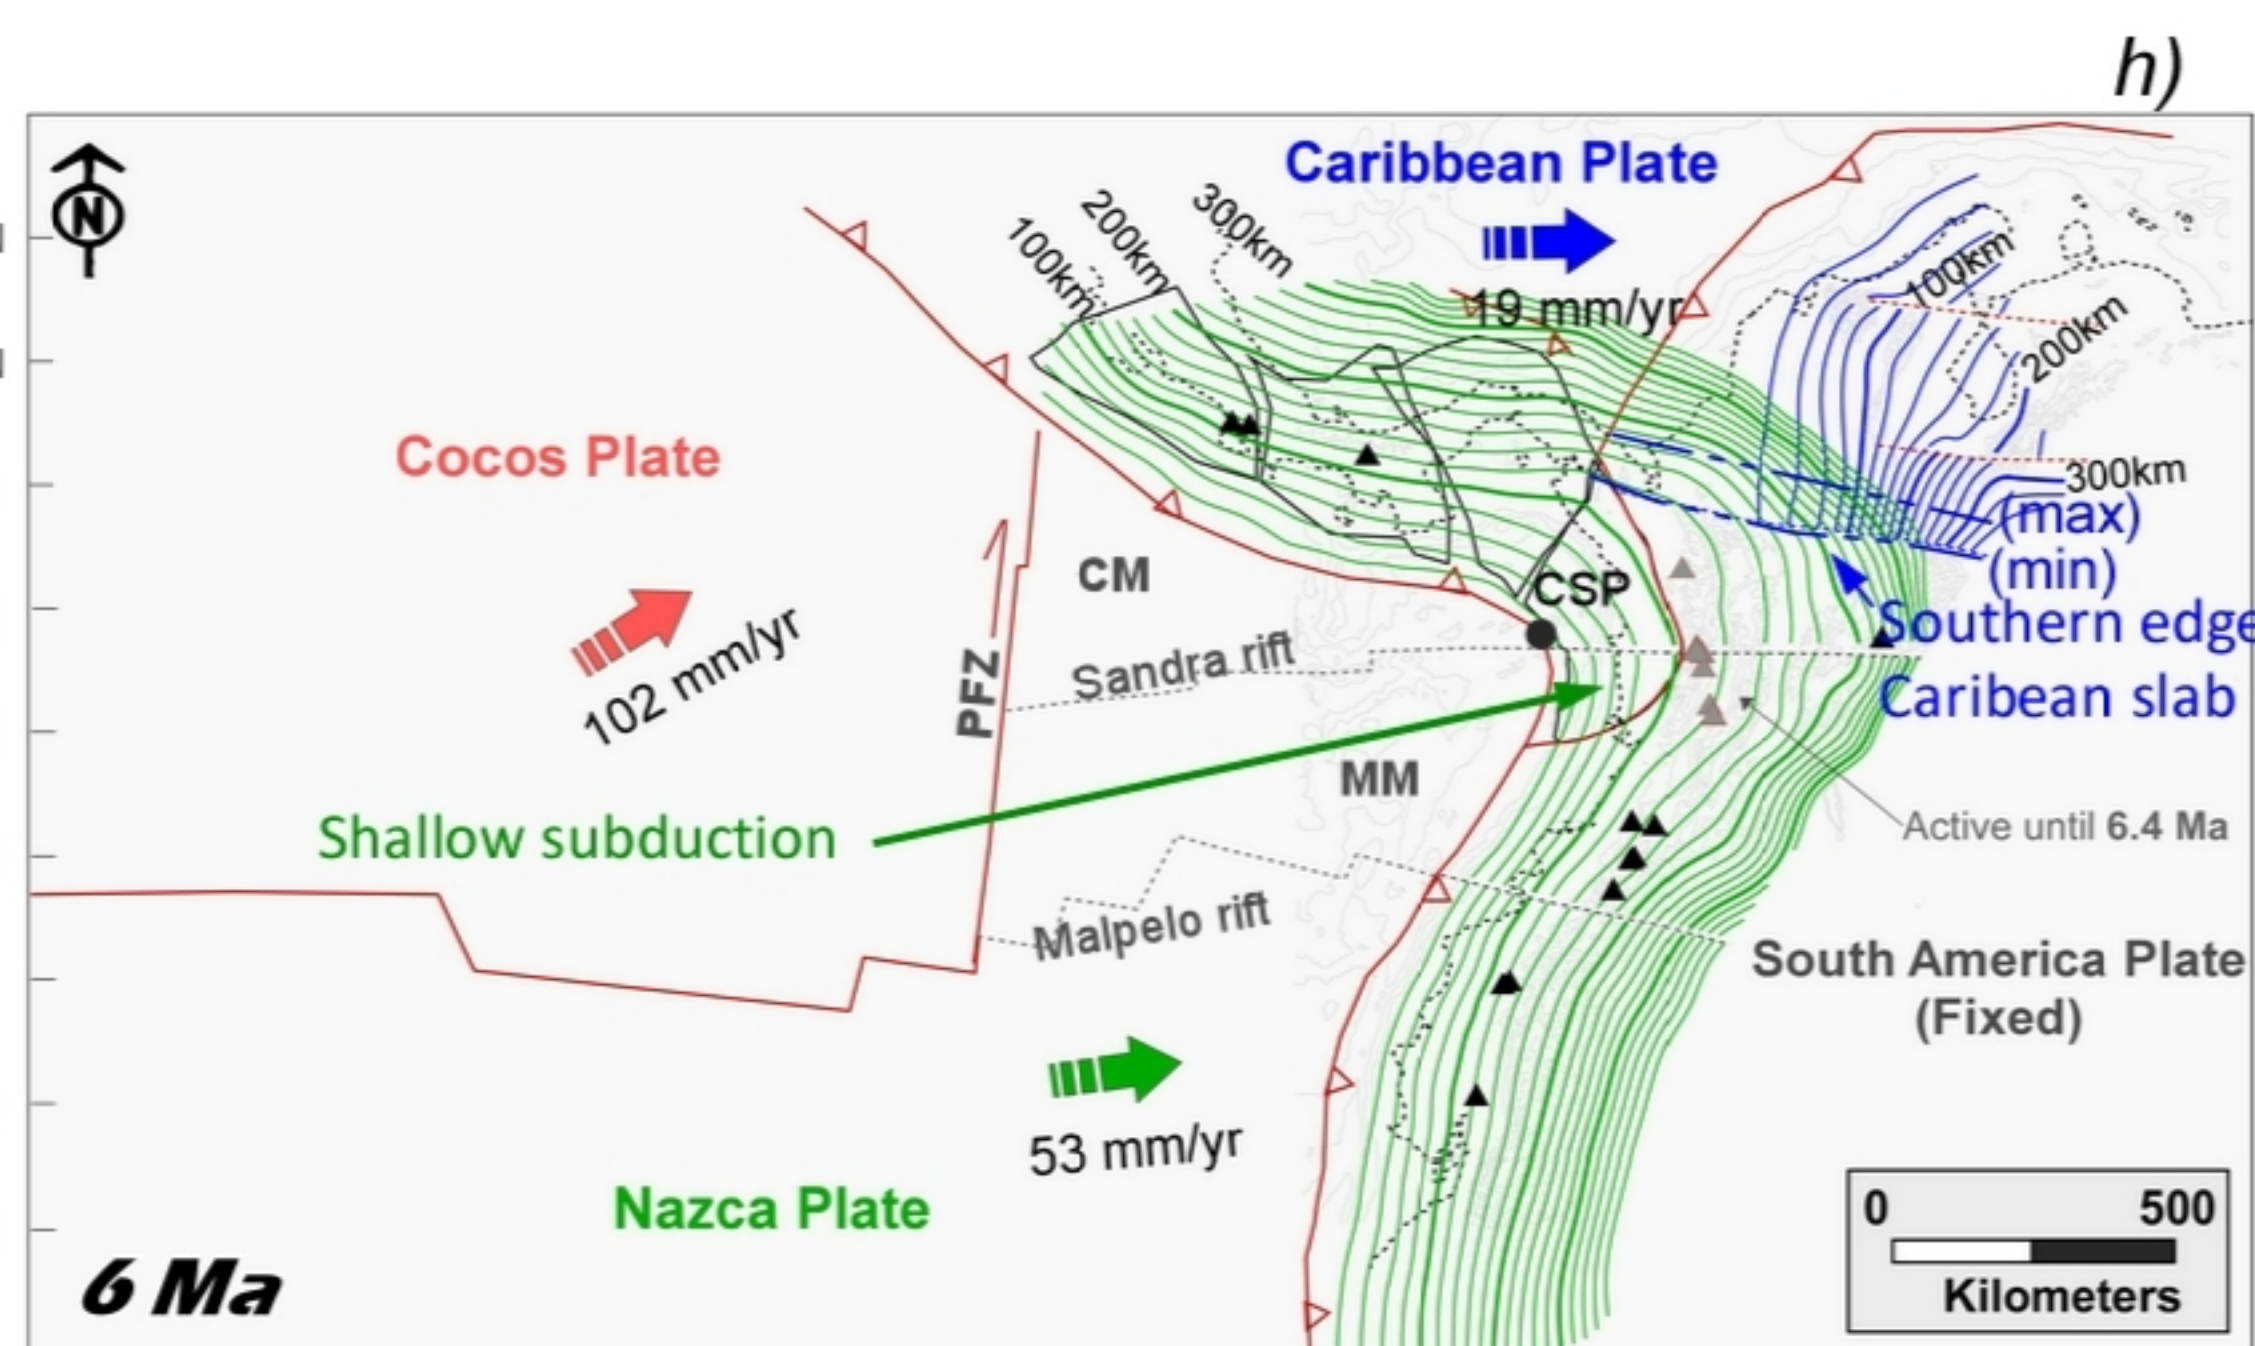 h)
N
Caribbean Plate
19 mm/yr
100km
200km
300km
100km
200km
300km
(max)
(min)
Cocos Plate
102 mm/yr
CM
CSP
Southern edge
Caribean slab
PFZ
Sandra rift
MM
Shallow subduction
Active until 6.4 Ma
Malpelo rift
South America Plate
(Fixed)
53 mm/yr
Nazca Plate
6 Ma
0 500
Kilometers